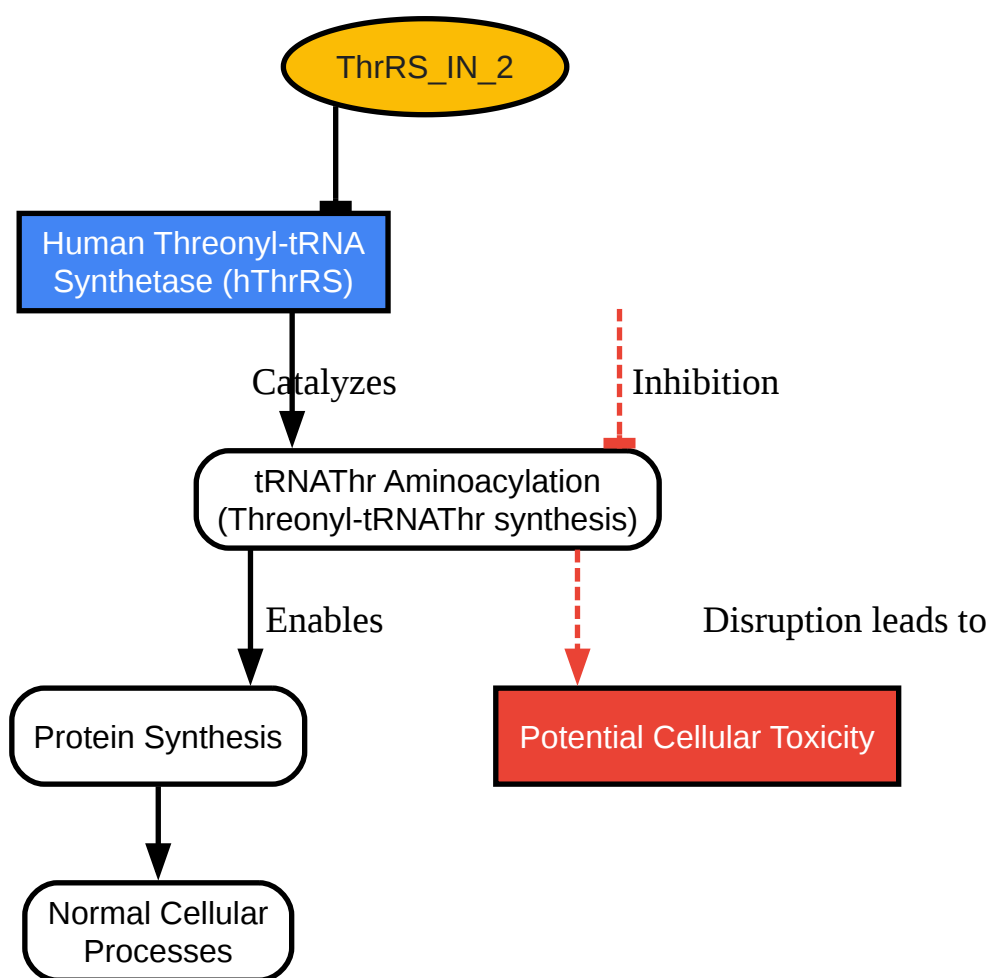 ThrRS_IN_2
Human Threonyl-tRNA
Synthetase (hThrRS)
Catalyzes
Inhibition
tRNAThr Aminoacylation
(Threonyl-tRNAThr synthesis)
Enables
Disruption leads to
Protein Synthesis
Potential Cellular Toxicity
Normal Cellular
Processes